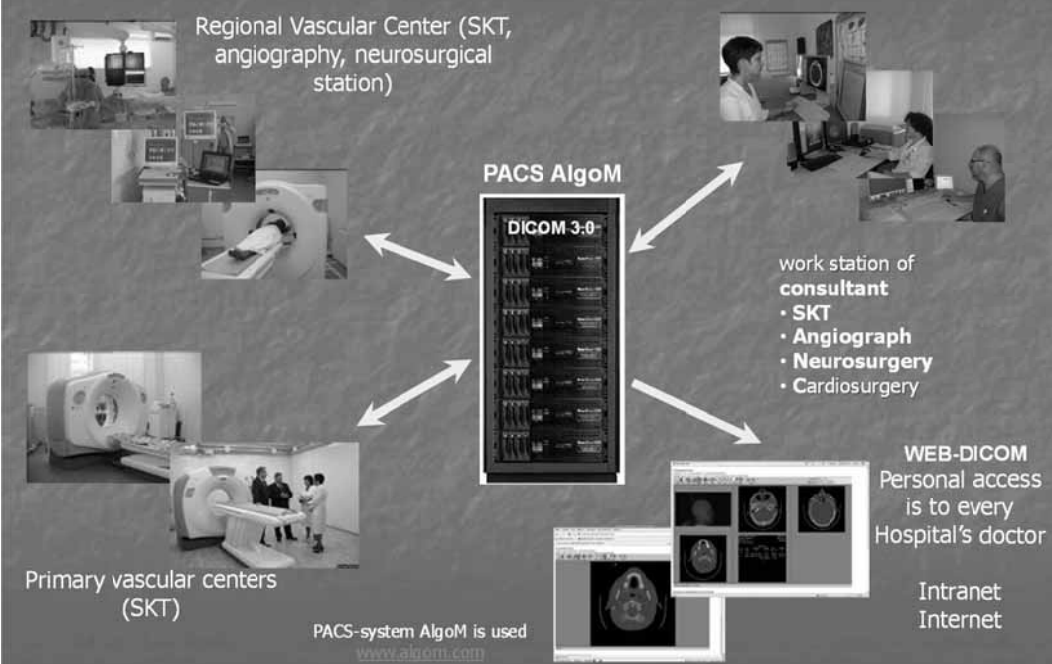 Regional Vascular Center (SKT,
angiography, neurosurgical
station)
PACS AlgoM
DICOM 3.0
work station of
consultant
• SKT
• Angiograph
• Neurosurgery
• Cardiosurgery
WEB-DICOM
Personal access
is to every
Hospital's doctor
Intranet
Internet
Primary vascular centers
(SKT)
PACS-system AlgoM is used
www.algom.com